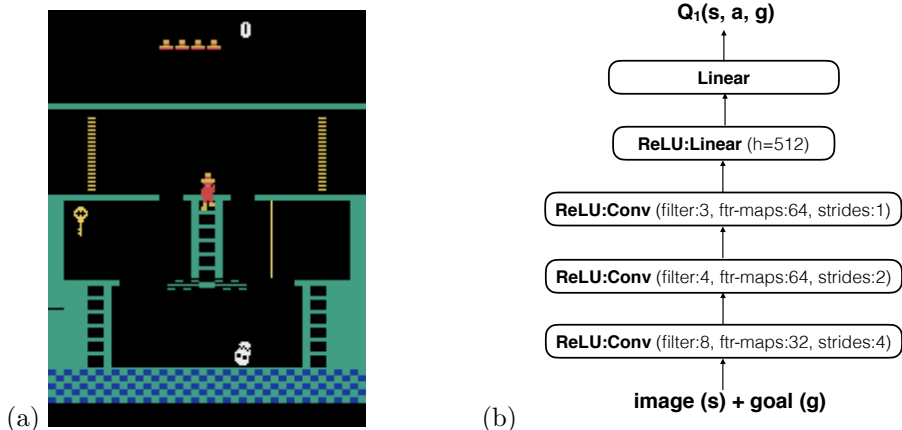 0
(a)
Q₁(s, a, g)
Linear
ReLU:Linear (h=512)
ReLU:Conv (filter:3, ftr-maps:64, strides:1)
ReLU:Conv (filter:4, ftr-maps:64, strides:2)
ReLU:Conv (filter:8, ftr-maps:32, strides:4)
image (s) + goal (g)
(b)